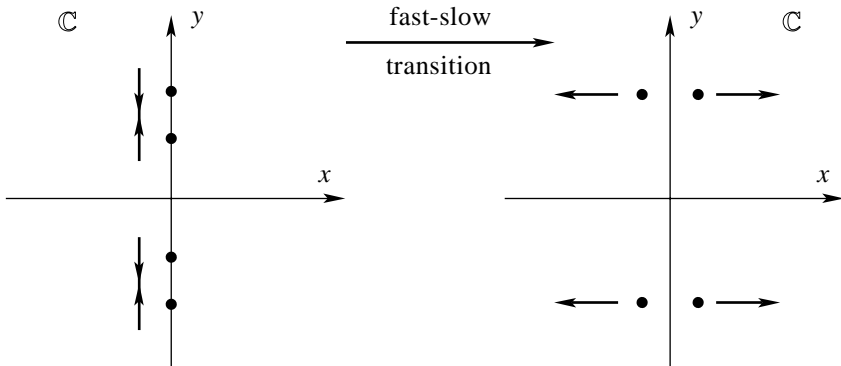 ℂ
y
fast-slow
transition
y
ℂ
x
x